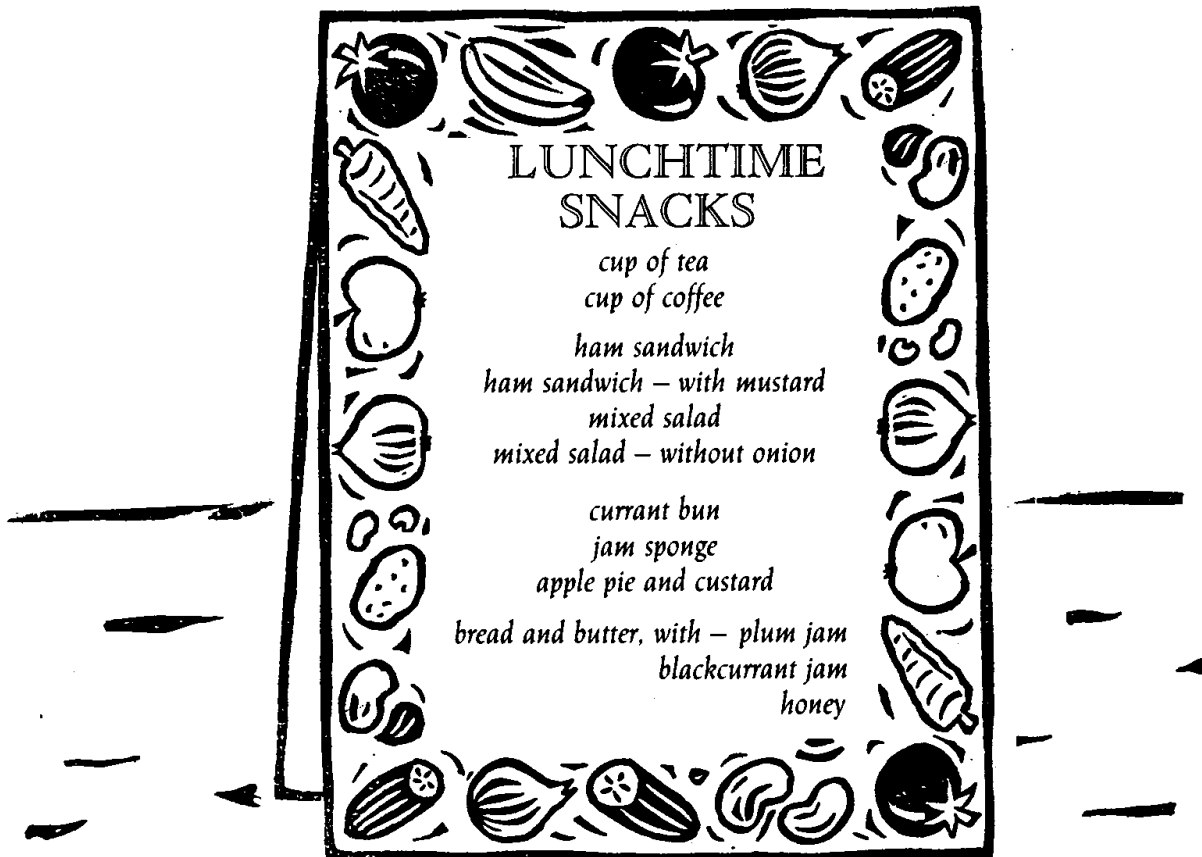 LUNCHTIME
SNACKS
cup of tea
cup of coffee
ham sandwich
ham sandwich – with mustard
mixed salad
mixed salad – without onion
currant bun
jam sponge
apple pie and custard
bread and butter, with – plum jam
blackcurrant jam
honey